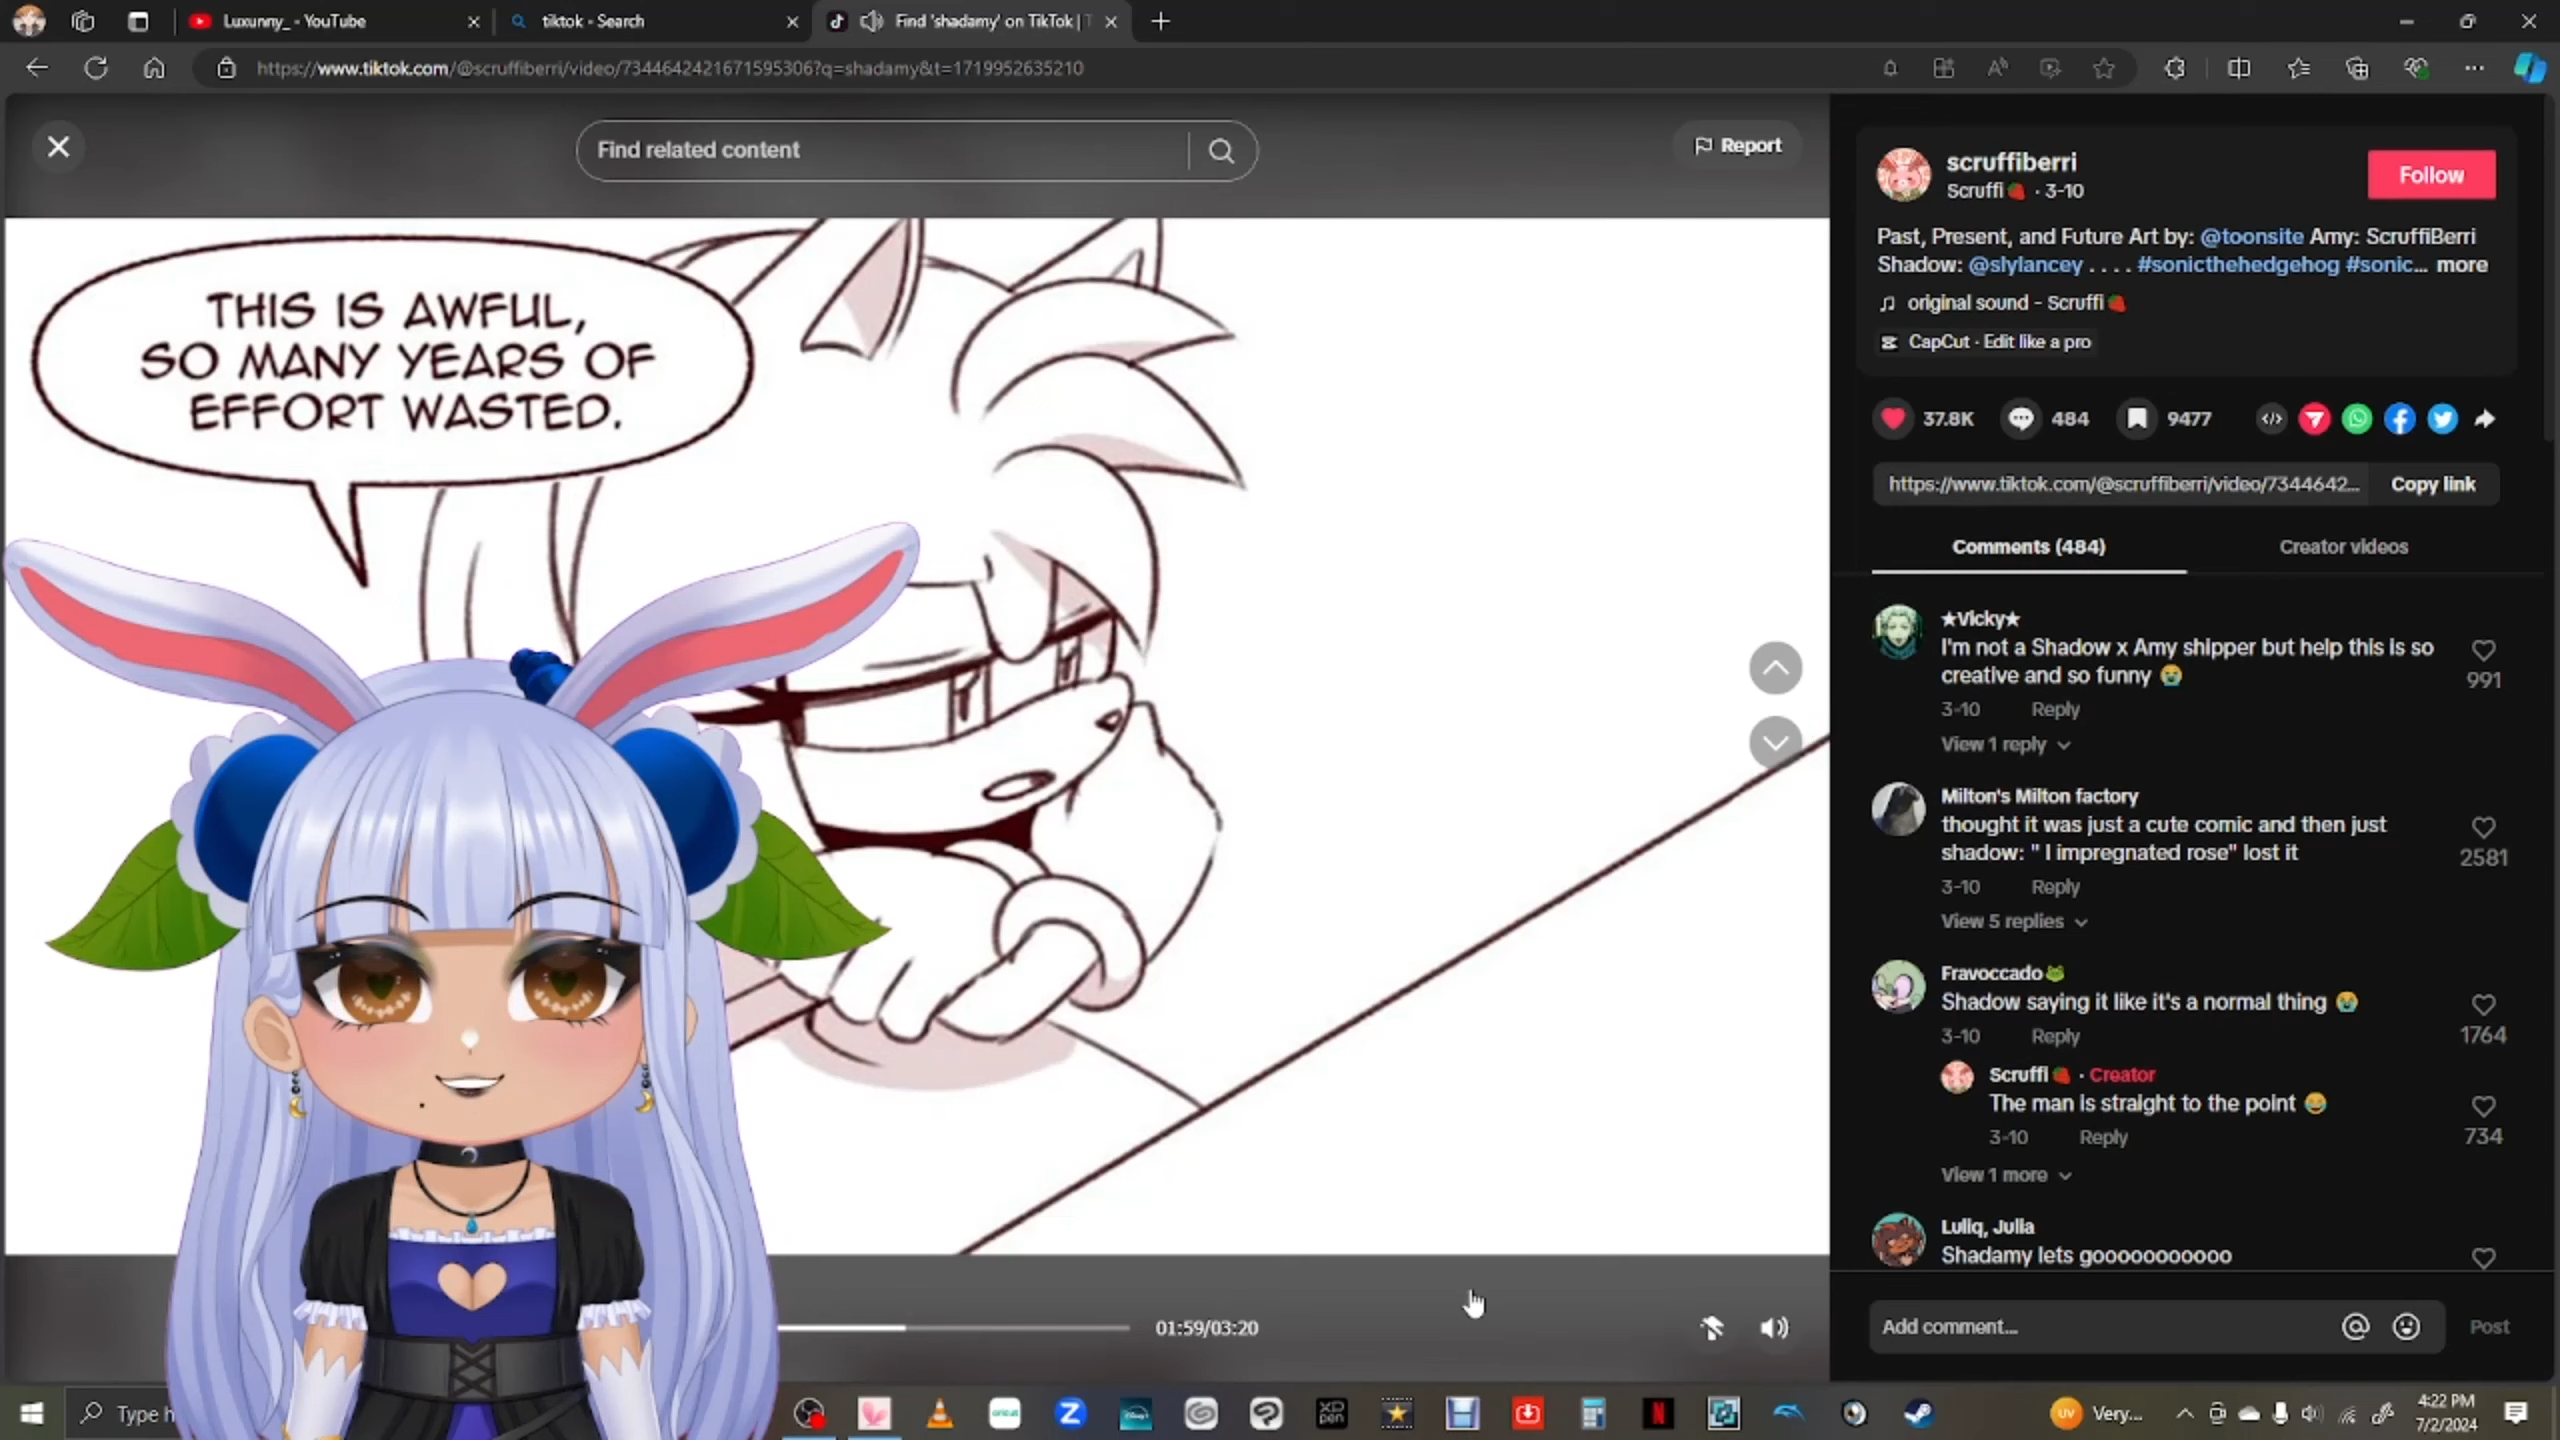 Luxunny_ - YouTube
tiktok - Search
Find 'shadamy' on TikTok | T
https://www.tiktok.com/@scruffiberri/video/7344642421671595306?q=shadamy&t=1719952635210
Find related content
Report
THIS IS AWFUL,
SO MANY YEARS OF
EFFORT WASTED.
01:59/03:20
scruffiberri
Scruffi🍓 · 3-10
Follow
Past, Present, and Future Art by: @toonsite Amy: ScruffiBerri
Shadow: @slylancey . . . . #sonicthehedgehog #sonic... more
original sound - Scruffi🍓
CapCut · Edit like a pro
37.8K
484
9477
https://www.tiktok.com/@scruffiberri/video/7344642...
Copy link
Comments (484)
Creator videos
★Vicky★
I'm not a Shadow x Amy shipper but help this is so
creative and so funny 😭
991
3-10 Reply
View 1 reply
Milton's Milton factory
thought it was just a cute comic and then just
shadow: " I impregnated rose" lost it
2581
3-10 Reply
View 5 replies
Fravoccado🐸
Shadow saying it like it's a normal thing 😭
1764
3-10 Reply
Scruffi🍓 · Creator
The man is straight to the point 😂
734
3-10 Reply
View 1 more
Luliq, Julia
Shadamy lets gooooooooooo
Add comment...
Post
Type h
cricut
Disney+
XP
pen
N
UV
Very...
4:22 PM
7/2/2024